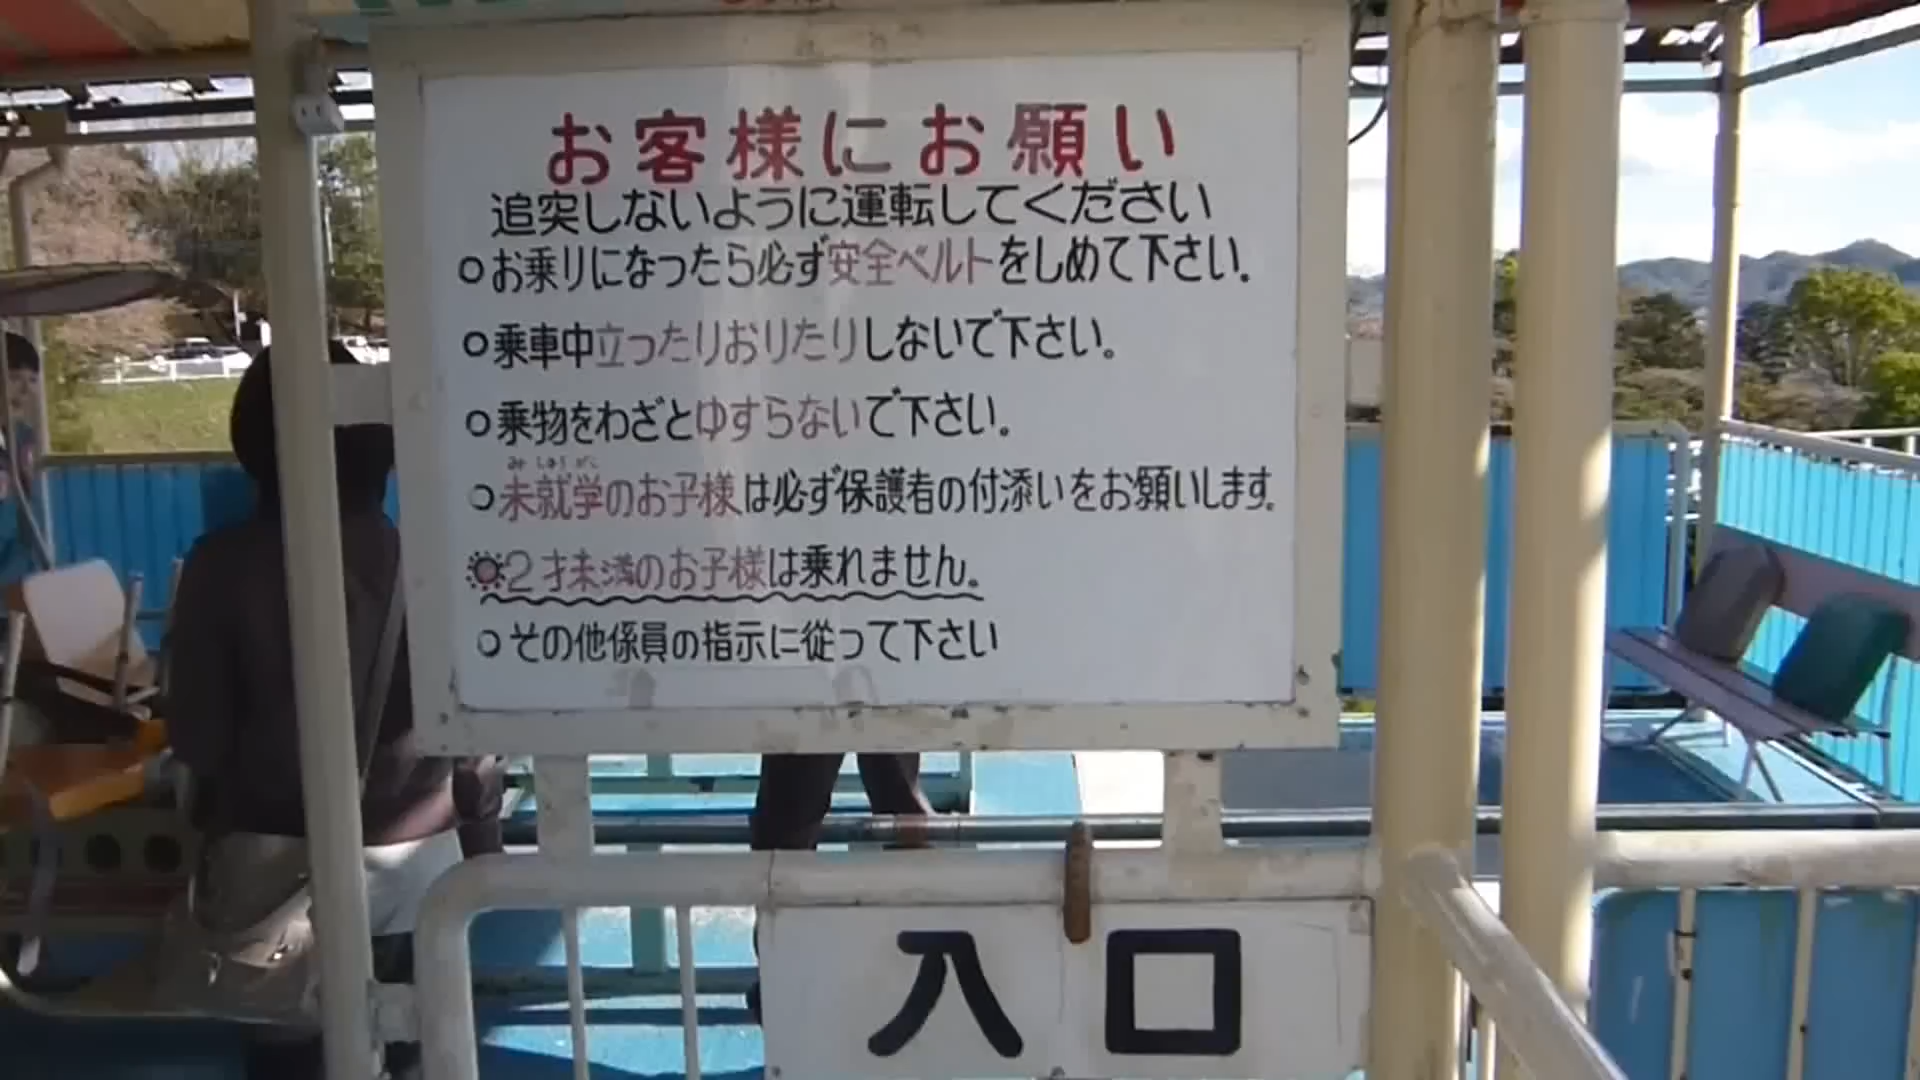 お客様にお願い
追突しないように運転してください
○お乗りになったら必ず安全ベルトをしめて下さい。
○乗車中立ったりおりたりしないで下さい。
○乗物をわざとゆすらないで下さい。
みしゅうがく
○未就学のお子様は必ず保護者の付添いをお願いします。
２才未満のお子様は乗れません。
○その他係員の指示に従って下さい
入口